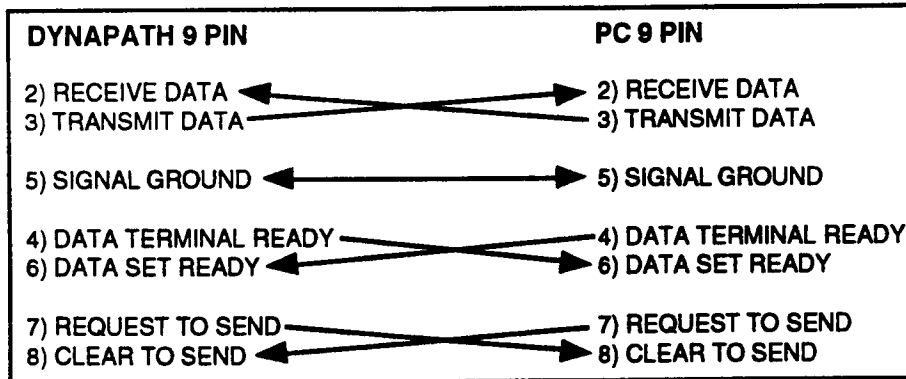 DYNAPATH 9 PIN PC 9 PIN
2) RECEIVE DATA 2) RECEIVE DATA
3) TRANSMIT DATA 3) TRANSMIT DATA
5) SIGNAL GROUND 5) SIGNAL GROUND
4) DATA TERMINAL READY 4) DATA TERMINAL READY
6) DATA SET READY 6) DATA SET READY
7) REQUEST TO SEND 7) REQUEST TO SEND
8) CLEAR TO SEND 8) CLEAR TO SEND